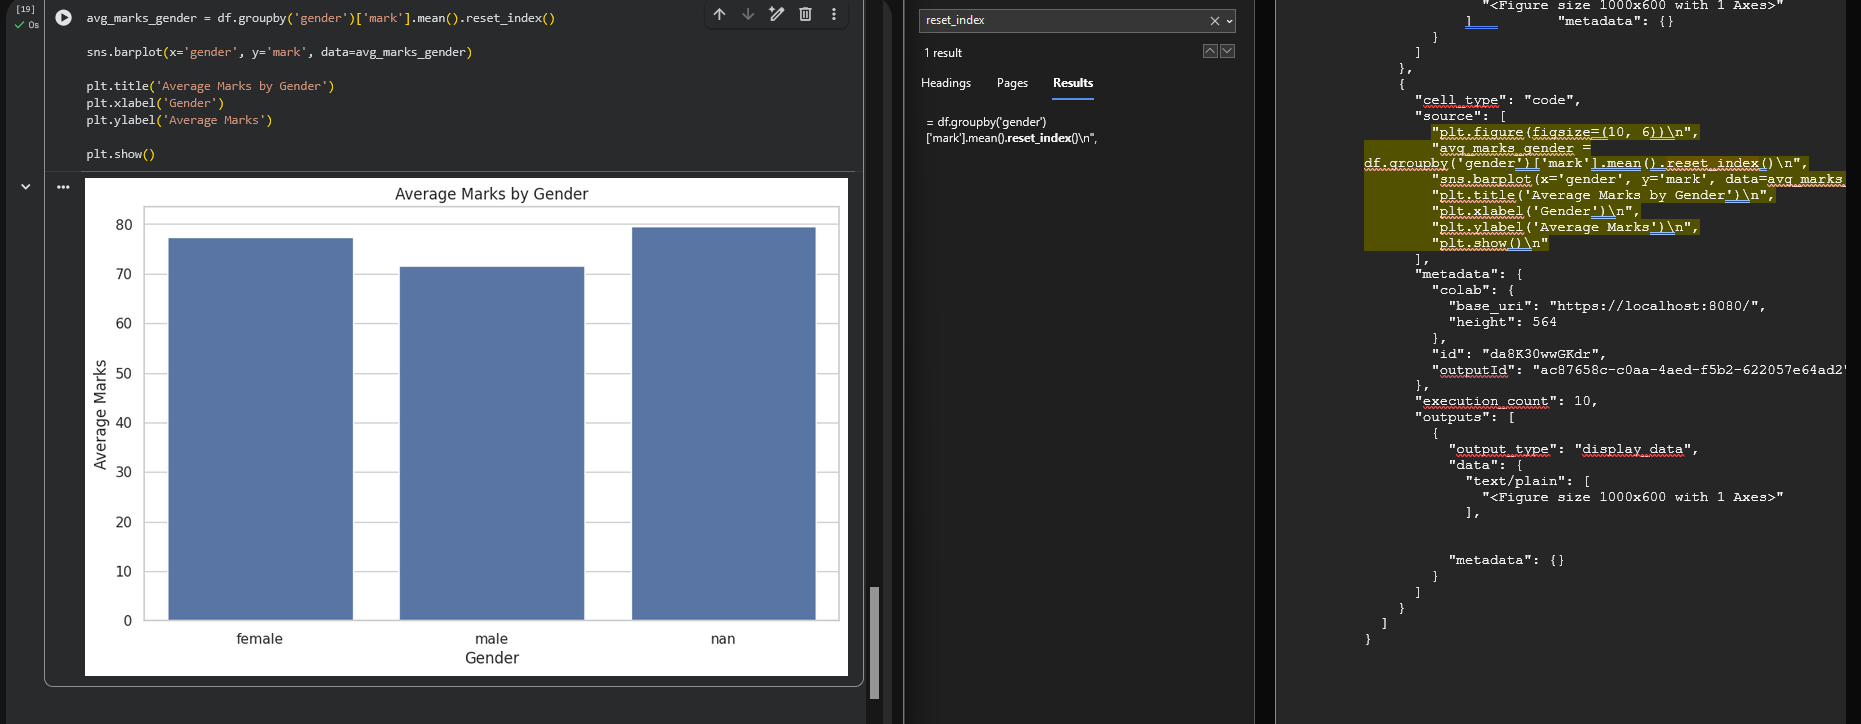 [19]
0s
avg_marks_gender = df.groupby('gender')['mark'].mean().reset_index()
sns.barplot(x='gender', y='mark', data=avg_marks_gender)
plt.title('Average Marks by Gender')
plt.xlabel('Gender')
plt.ylabel('Average Marks')
plt.show()
Average Marks by Gender
80
70
60
50
40
30
20
10
0
Average Marks
female male nan
Gender
reset_index
1 result
Headings Pages Results
= df.groupby('gender')
['mark'].mean().reset_index()\n",
"<Figure size 1000x600 with 1 Axes>"
] "metadata": {}
}
]
},
{
"cell_type": "code",
"source": [
"plt.figure(figsize=(10, 6))\n",
"avg_marks_gender =
df.groupby('gender')['mark'].mean().reset_index()\n",
"sns.barplot(x='gender', y='mark', data=avg_marks
"plt.title('Average Marks by Gender')\n",
"plt.xlabel('Gender')\n",
"plt.ylabel('Average Marks')\n",
"plt.show()\n"
],
"metadata": {
"colab": {
"base_uri": "https://localhost:8080/",
"height": 564
},
"id": "da8K30wwGKdr",
"outputId": "ac87658c-c0aa-4aed-f5b2-622057e64ad2"
},
"execution_count": 10,
"outputs": [
{
"output_type": "display_data",
"data": {
"text/plain": [
"<Figure size 1000x600 with 1 Axes>"
],
"metadata": {}
}
]
}
]
}